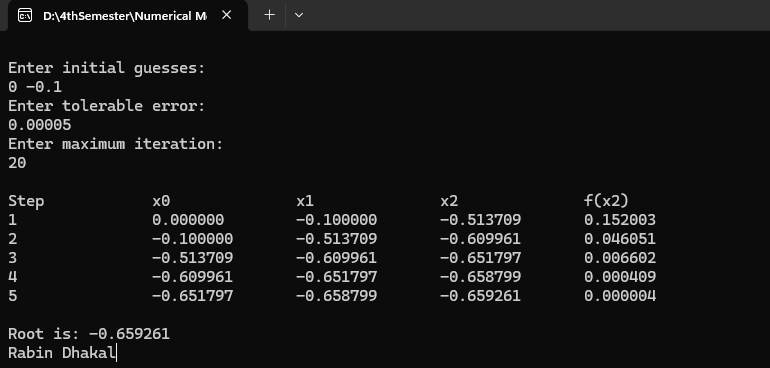 D:\4thSemester\Numerical M
Enter initial guesses:
0 -0.1
Enter tolerable error:
0.00005
Enter maximum iteration:
20
Step x0 x1 x2 f(x2)
1 0.000000 -0.100000 -0.513709 0.152003
2 -0.100000 -0.513709 -0.609961 0.046051
3 -0.513709 -0.609961 -0.651797 0.006602
4 -0.609961 -0.651797 -0.658799 0.000409
5 -0.651797 -0.658799 -0.659261 0.000004
Root is: -0.659261
Rabin Dhakal